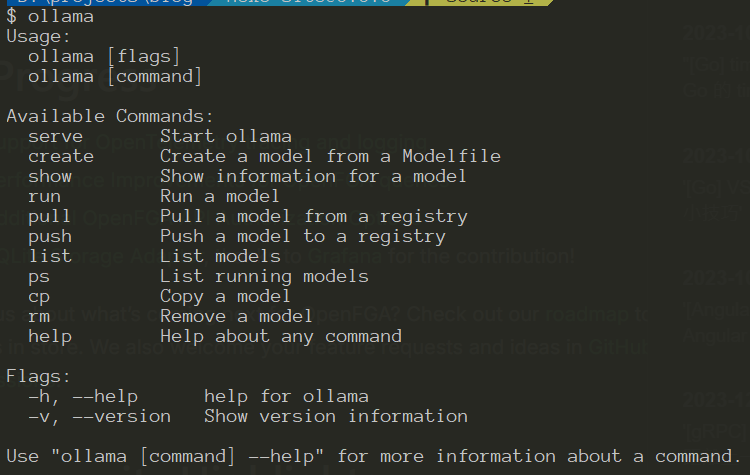 $ ollama
Usage:
  ollama [flags]
  ollama [command]

Available Commands:
  serve       Start ollama
  create      Create a model from a Modelfile
  show        Show information for a model
  run         Run a model
  pull        Pull a model from a registry
  push        Push a model to a registry
  list        List models
  ps          List running models
  cp          Copy a model
  rm          Remove a model
  help        Help about any command

Flags:
  -h, --help      help for ollama
  -v, --version   Show version information

Use "ollama [command] --help" for more information about a command.